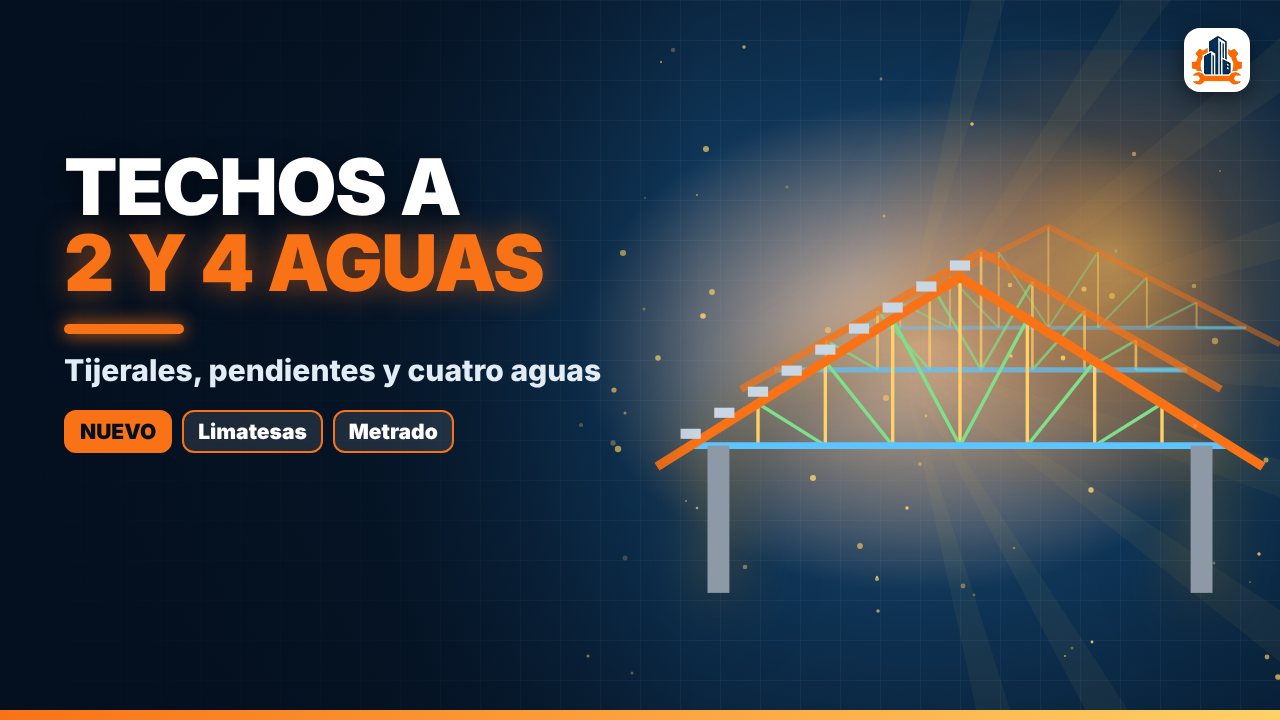 TECHOS A
2 Y 4 AGUAS
Tijerales, pendientes y cuatro aguas
NUEVO Limatesas Metrado